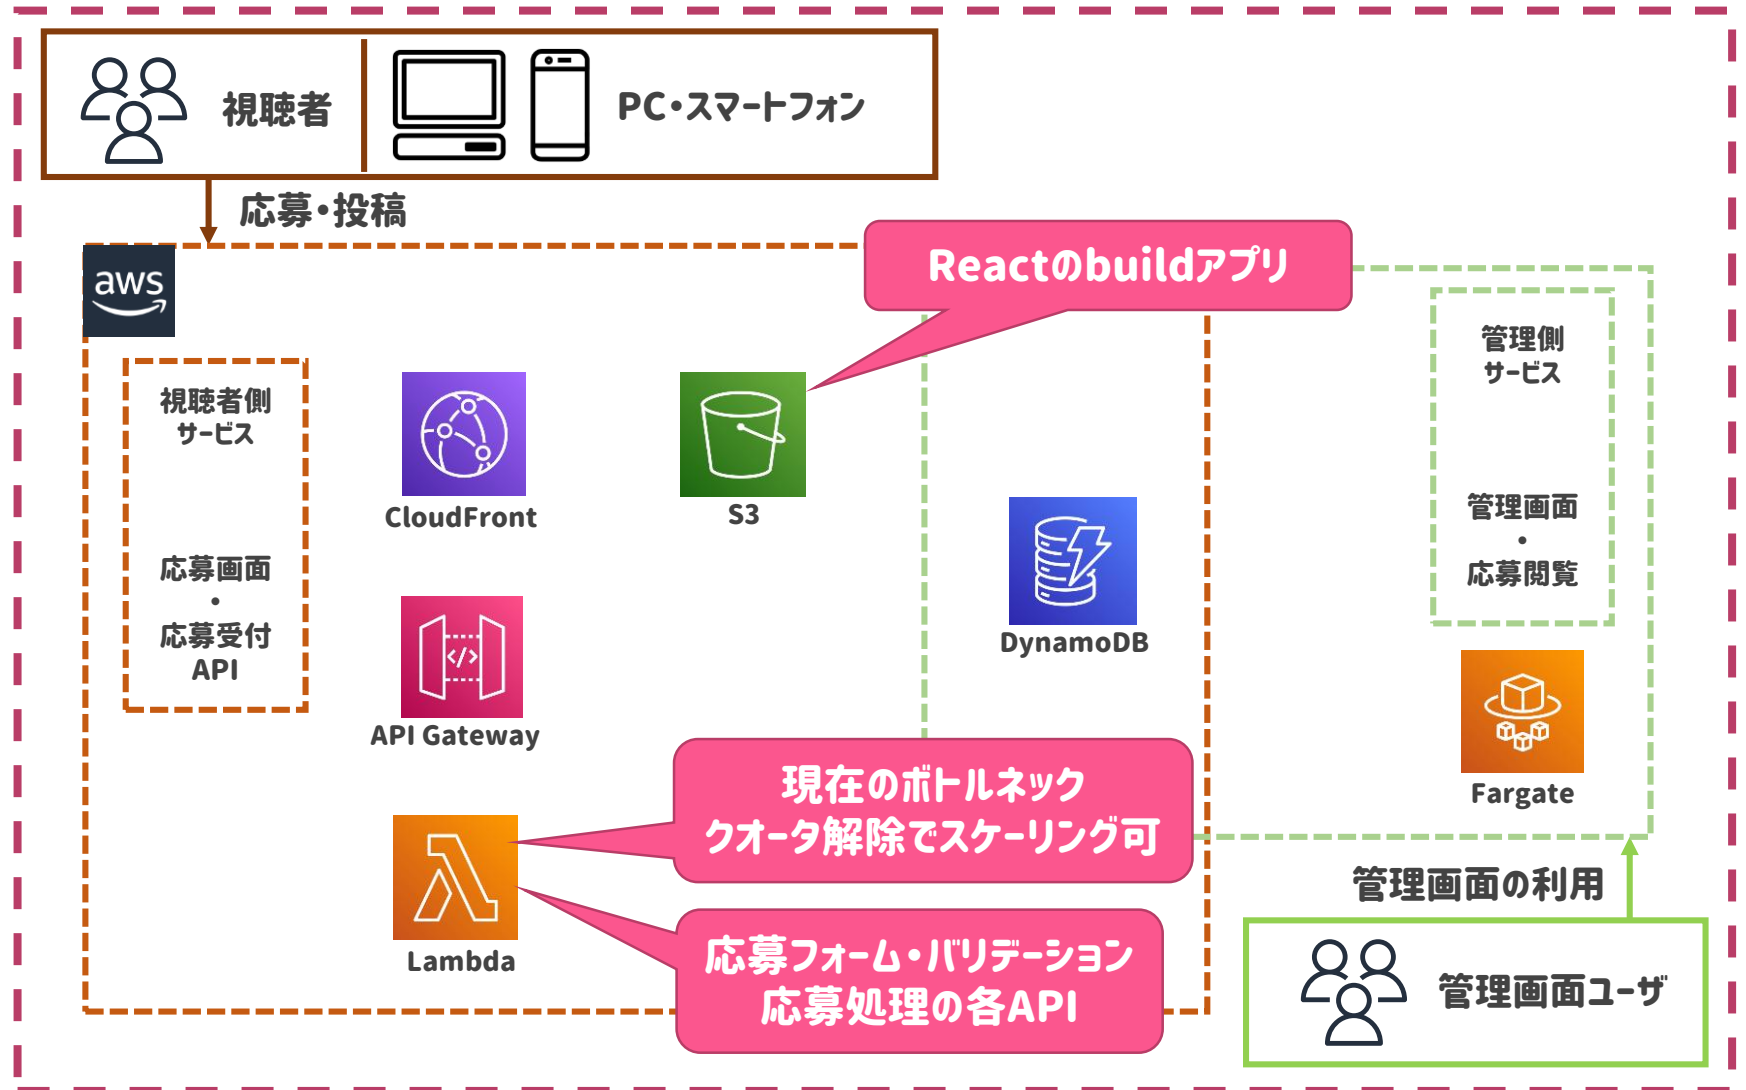 視聴者
PC・スマートフォン
応募・投稿
aws
Reactのbuildアプリ
視聴者側
サービス
応募画面
・
応募受付
API
CloudFront
S3
API Gateway
DynamoDB
管理側
サービス
管理画面
・
応募閲覧
Fargate
現在のボトルネック
クオータ解除でスケーリング可
Lambda
応募フォーム・バリデーション
応募処理の各API
管理画面の利用
管理画面ユーザ